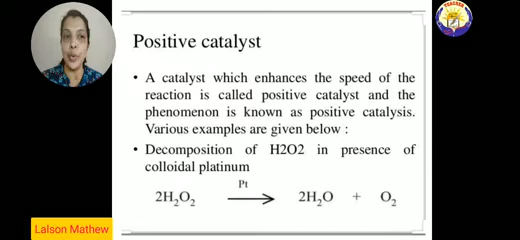 TEACHER
Positive catalyst
• A catalyst which enhances the speed of the
reaction is called positive catalyst and the
phenomenon is known as positive catalysis.
Various examples are given below :
• Decomposition of H2O2 in presence of
colloidal platinum
Pt
2H₂O₂ ⟶ 2H₂O + O₂
Lalson Mathew